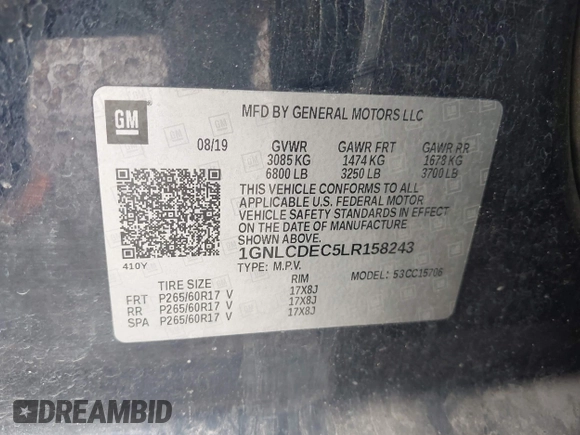 GM
MFD BY GENERAL MOTORS LLC
08/19 GVWR GAWR FRT GAWR RR
3085 KG 1474 KG 1678 KG
6800 LB 3250 LB 3700 LB
THIS VEHICLE CONFORMS TO ALL
APPLICABLE U.S. FEDERAL MOTOR
VEHICLE SAFETY STANDARDS IN EFFECT
ON THE DATE OF MANUFACTURE
SHOWN ABOVE.
410Y
1GNLCDEC5LR158243
TYPE: M.P.V. MODEL: 53CC15706
TIRE SIZE RIM
FRT P265/60R17 V 17X8J
RR P265/60R17 V 17X8J
SPA P265/60R17 V 17X8J
DREAMBID